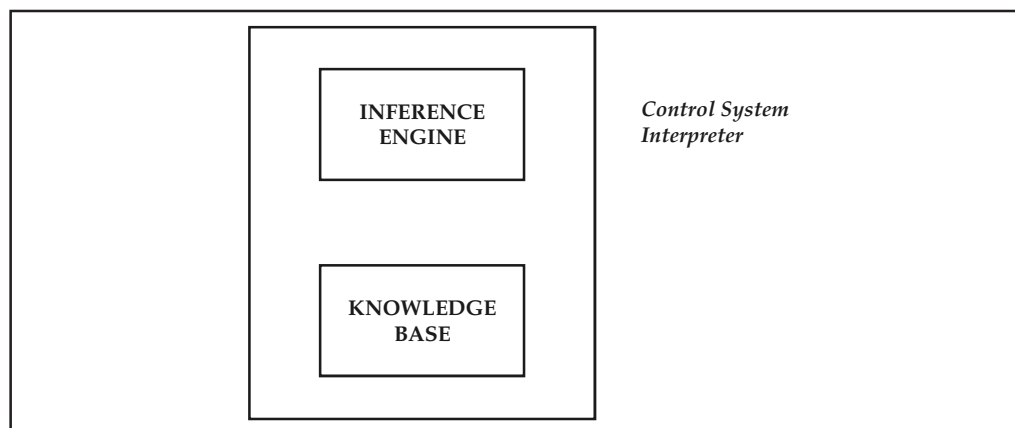 INFERENCE
ENGINE
Control System
Interpreter
KNOWLEDGE
BASE